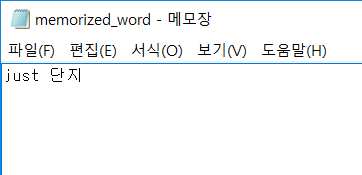 memorized_word - 메모장
파일(F) 편집(E) 서식(O) 보기(V) 도움말(H)
just 단지